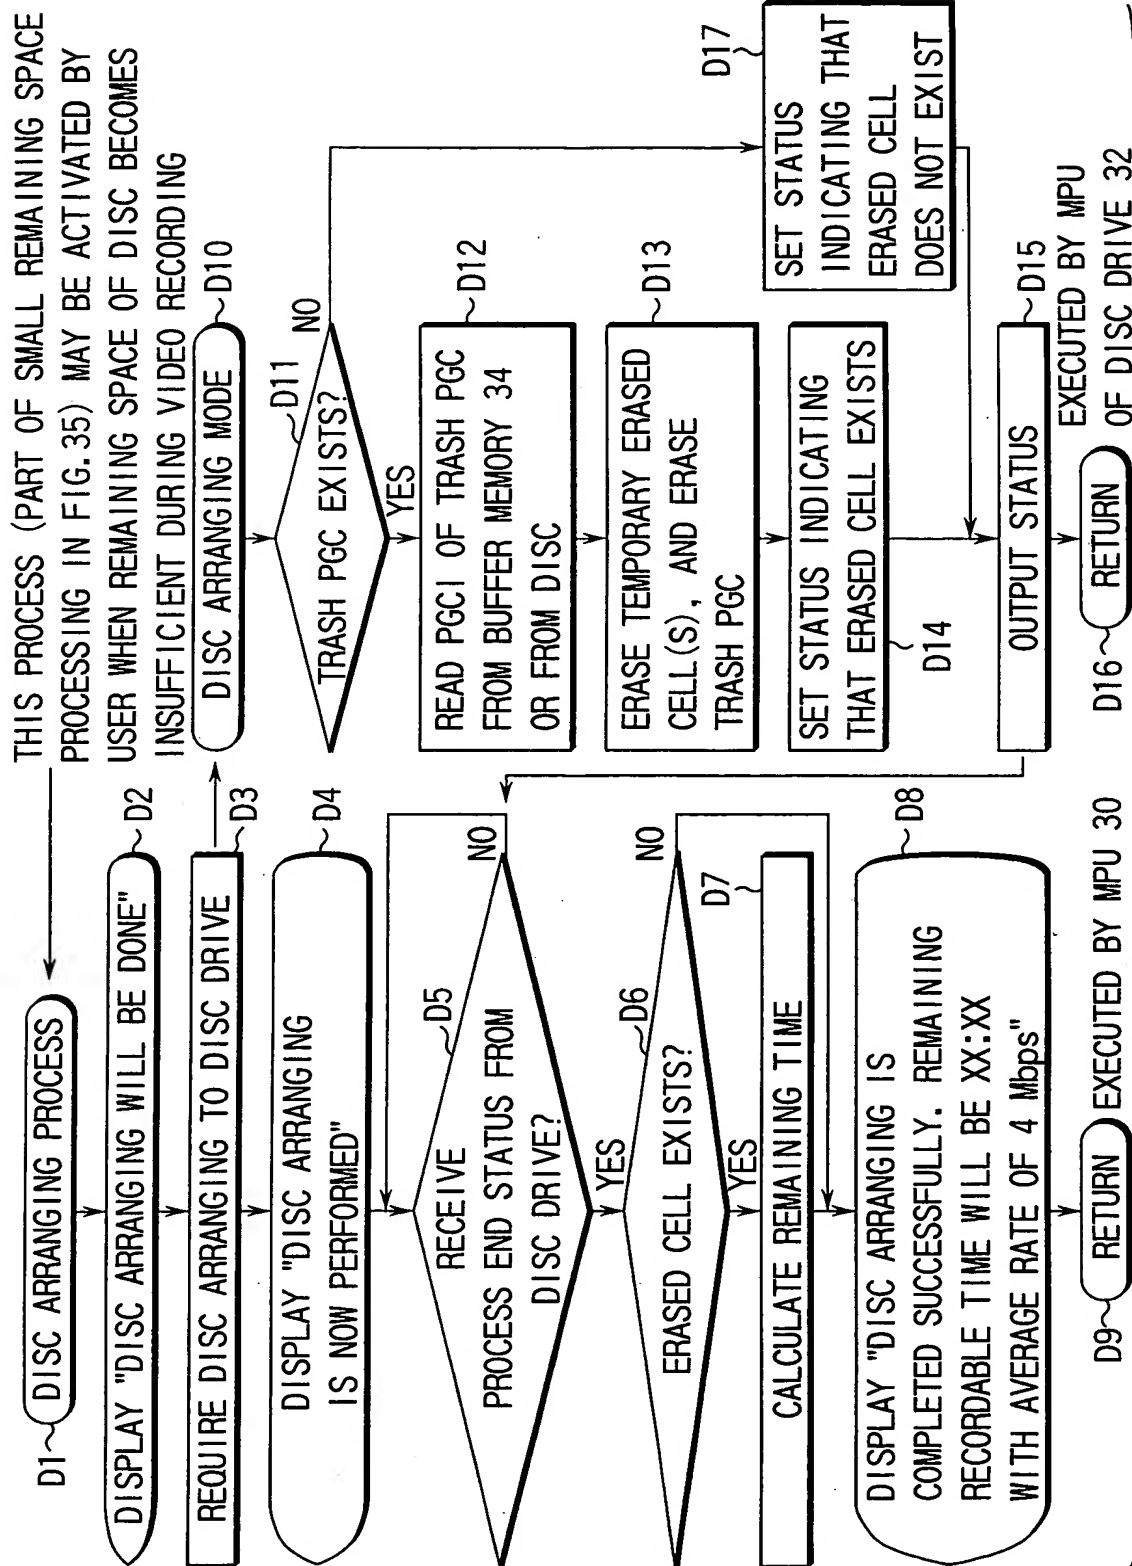 THIS PROCESS (PART OF SMALL REMAINING SPACE
PROCESSING IN FIG.35) MAY BE ACTIVATED BY
USER WHEN REMAINING SPACE OF DISC BECOMES
INSUFFICIENT DURING VIDEO RECORDING
D1
DISC ARRANGING PROCESS
DISPLAY "DISC ARRANGING WILL BE DONE"
D2
REQUIRE DISC ARRANGING TO DISC DRIVE
D3
DISPLAY "DISC ARRANGING
IS NOW PERFORMED"
D4
RECEIVE
PROCESS END STATUS FROM
DISC DRIVE?
D5
NO
YES
ERASED CELL EXISTS?
D6
NO
YES
CALCULATE REMAINING TIME
D7
DISPLAY "DISC ARRANGING IS
COMPLETED SUCCESSFULLY. REMAINING
RECORDABLE TIME WILL BE XX:XX
WITH AVERAGE RATE OF 4 Mbps"
D8
D9
RETURN
EXECUTED BY MPU 30
DISC ARRANGING MODE
D10
TRASH PGC EXISTS?
D11
NO
YES
READ PGCI OF TRASH PGC
FROM BUFFER MEMORY 34
OR FROM DISC
D12
ERASE TEMPORARY ERASED
CELL(S), AND ERASE
TRASH PGC
D13
SET STATUS INDICATING
THAT ERASED CELL EXISTS
D14
SET STATUS
INDICATING THAT
ERASED CELL
DOES NOT EXIST
D17
OUTPUT STATUS
D15
D16
RETURN
EXECUTED BY MPU
OF DISC DRIVE 32